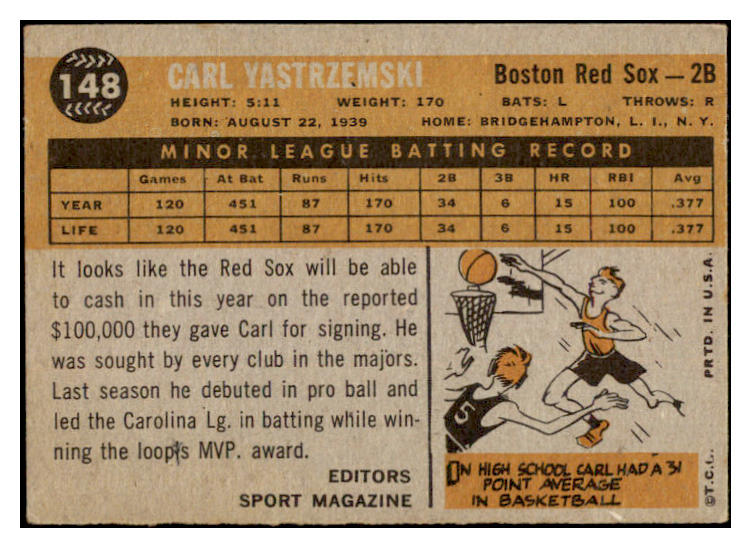 148
CARL YASTRZEMSKI
Boston Red Sox — 2B
HEIGHT: 5:11 WEIGHT: 170 BATS: L THROWS: R
BORN: AUGUST 22, 1939 HOME: BRIDGEHAMPTON, L. I., N. Y.
MINOR LEAGUE BATTING RECORD
Games At Bat Runs Hits 2B 3B HR RBI Avg
YEAR 120 451 87 170 34 6 15 100 .377
LIFE 120 451 87 170 34 6 15 100 .377
It looks like the Red Sox will be able
to cash in this year on the reported
$100,000 they gave Carl for signing. He
was sought by every club in the majors.
Last season he debuted in pro ball and
led the Carolina Lg. in batting while win-
ning the loop's MVP. award.
EDITORS
SPORT MAGAZINE
5
IN HIGH SCHOOL CARL HAD A 31
POINT AVERAGE
IN BASKETBALL
PRTD. IN U.S.A.
©T.C.G.